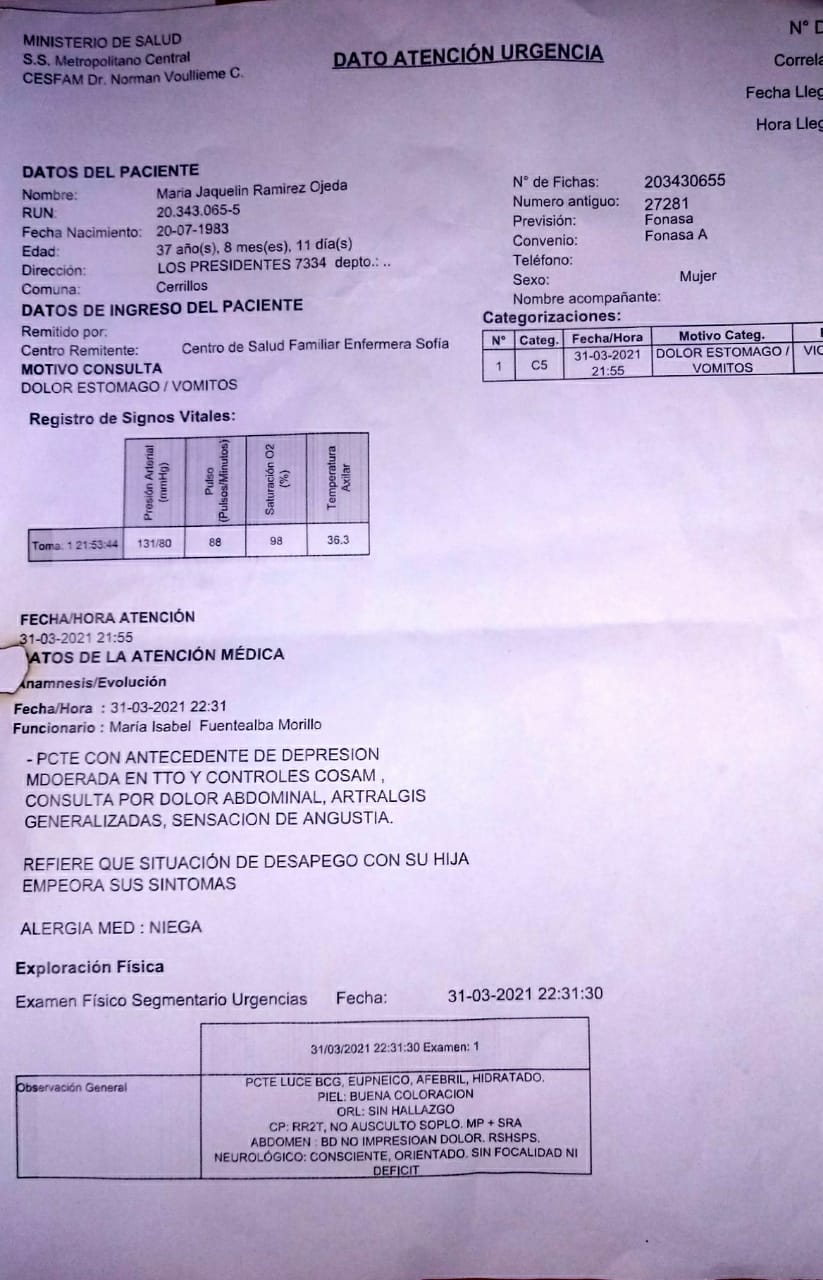 MINISTERIO DE SALUD
S.S. Metropolitano Central
CESFAM Dr. Norman Voullieme C.
DATO ATENCIÓN URGENCIA
N° D
Correla
Fecha Lleg
Hora Lleg
DATOS DEL PACIENTE
Nombre: Maria Jaquelin Ramirez Ojeda
RUN: 20.343.065-5
Fecha Nacimiento: 20-07-1983
Edad: 37 año(s), 8 mes(es), 11 día(s)
Dirección: LOS PRESIDENTES 7334 depto.: ..
Comuna: Cerrillos
N° de Fichas: 203430655
Numero antiguo: 27281
Previsión: Fonasa
Convenio: Fonasa A
Teléfono:
Sexo: Mujer
Nombre acompañante:
DATOS DE INGRESO DEL PACIENTE
Remitido por:
Centro Remitente: Centro de Salud Familiar Enfermera Sofía
MOTIVO CONSULTA
DOLOR ESTOMAGO / VOMITOS
Categorizaciones:
N° Categ. Fecha/Hora Motivo Categ.
1 C5 31-03-2021 21:55 DOLOR ESTOMAGO / VOMITOS VIC
Registro de Signos Vitales:
Presión Arterial (mmHg) Pulso (Pulsos/Minutos) Saturación O2 (%) Temperatura Axilar
Toma: 1 21:53:44 131/80 88 98 36.3
FECHA/HORA ATENCIÓN
31-03-2021 21:55
ATOS DE LA ATENCIÓN MÉDICA
Anamnesis/Evolución
Fecha/Hora : 31-03-2021 22:31
Funcionario : María Isabel Fuentealba Morillo
- PCTE CON ANTECEDENTE DE DEPRESION
MDOERADA EN TTO Y CONTROLES COSAM ,
CONSULTA POR DOLOR ABDOMINAL, ARTRALGIS
GENERALIZADAS, SENSACION DE ANGUSTIA.
REFIERE QUE SITUACIÓN DE DESAPEGO CON SU HIJA
EMPEORA SUS SINTOMAS
ALERGIA MED : NIEGA
Exploración Física
Examen Físico Segmentario Urgencias Fecha: 31-03-2021 22:31:30
31/03/2021 22:31:30 Examen: 1
Observación General
PCTE LUCE BCG, EUPNEICO, AFEBRIL, HIDRATADO.
PIEL: BUENA COLORACION
ORL: SIN HALLAZGO
CP: RR2T, NO AUSCULTO SOPLO. MP + SRA
ABDOMEN : BD NO IMPRESIOAN DOLOR. RSHSPS.
NEUROLÓGICO: CONSCIENTE, ORIENTADO. SIN FOCALIDAD NI
DEFICIT